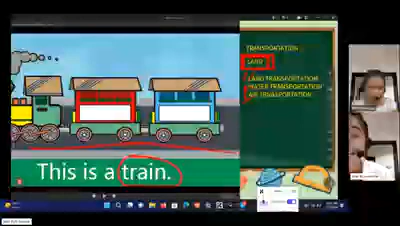 This is a train.
TRANSPORTATION
LAND
LAND TRANSPORTATION
WATER TRANSPORTATION
AIR TRANSPORTATION